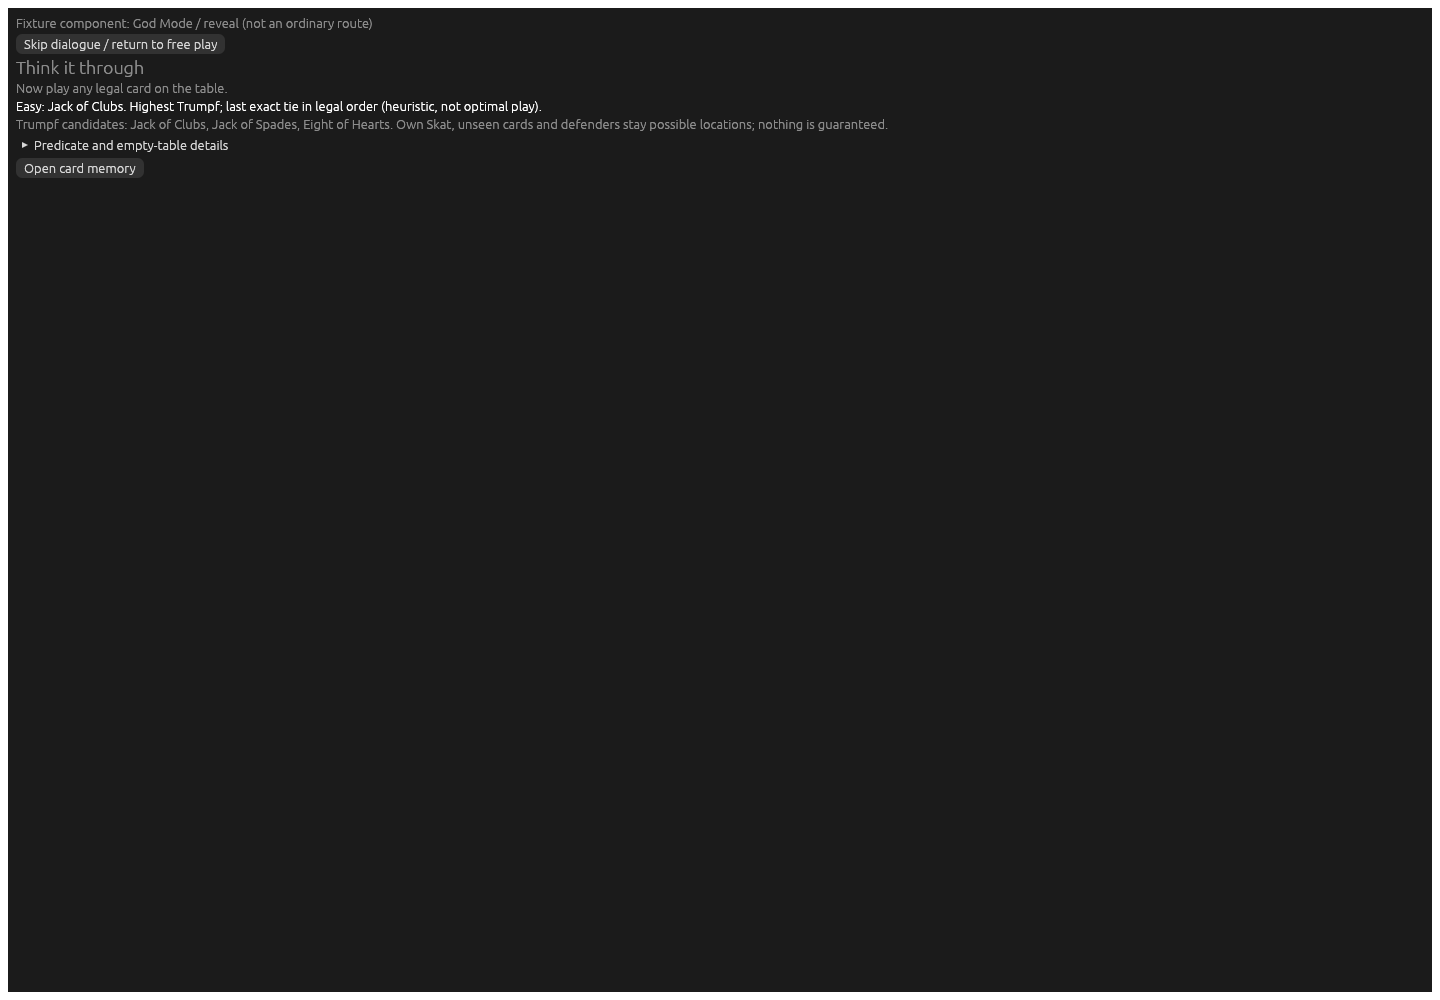 Fixture component: God Mode / reveal (not an ordinary route)
Skip dialogue / return to free play
Think it through
Now play any legal card on the table.
Easy: Jack of Clubs. Highest Trumpf; last exact tie in legal order (heuristic, not optimal play).
Trumpf candidates: Jack of Clubs, Jack of Spades, Eight of Hearts. Own Skat, unseen cards and defenders stay possible locations; nothing is guaranteed.
Predicate and empty-table details
Open card memory